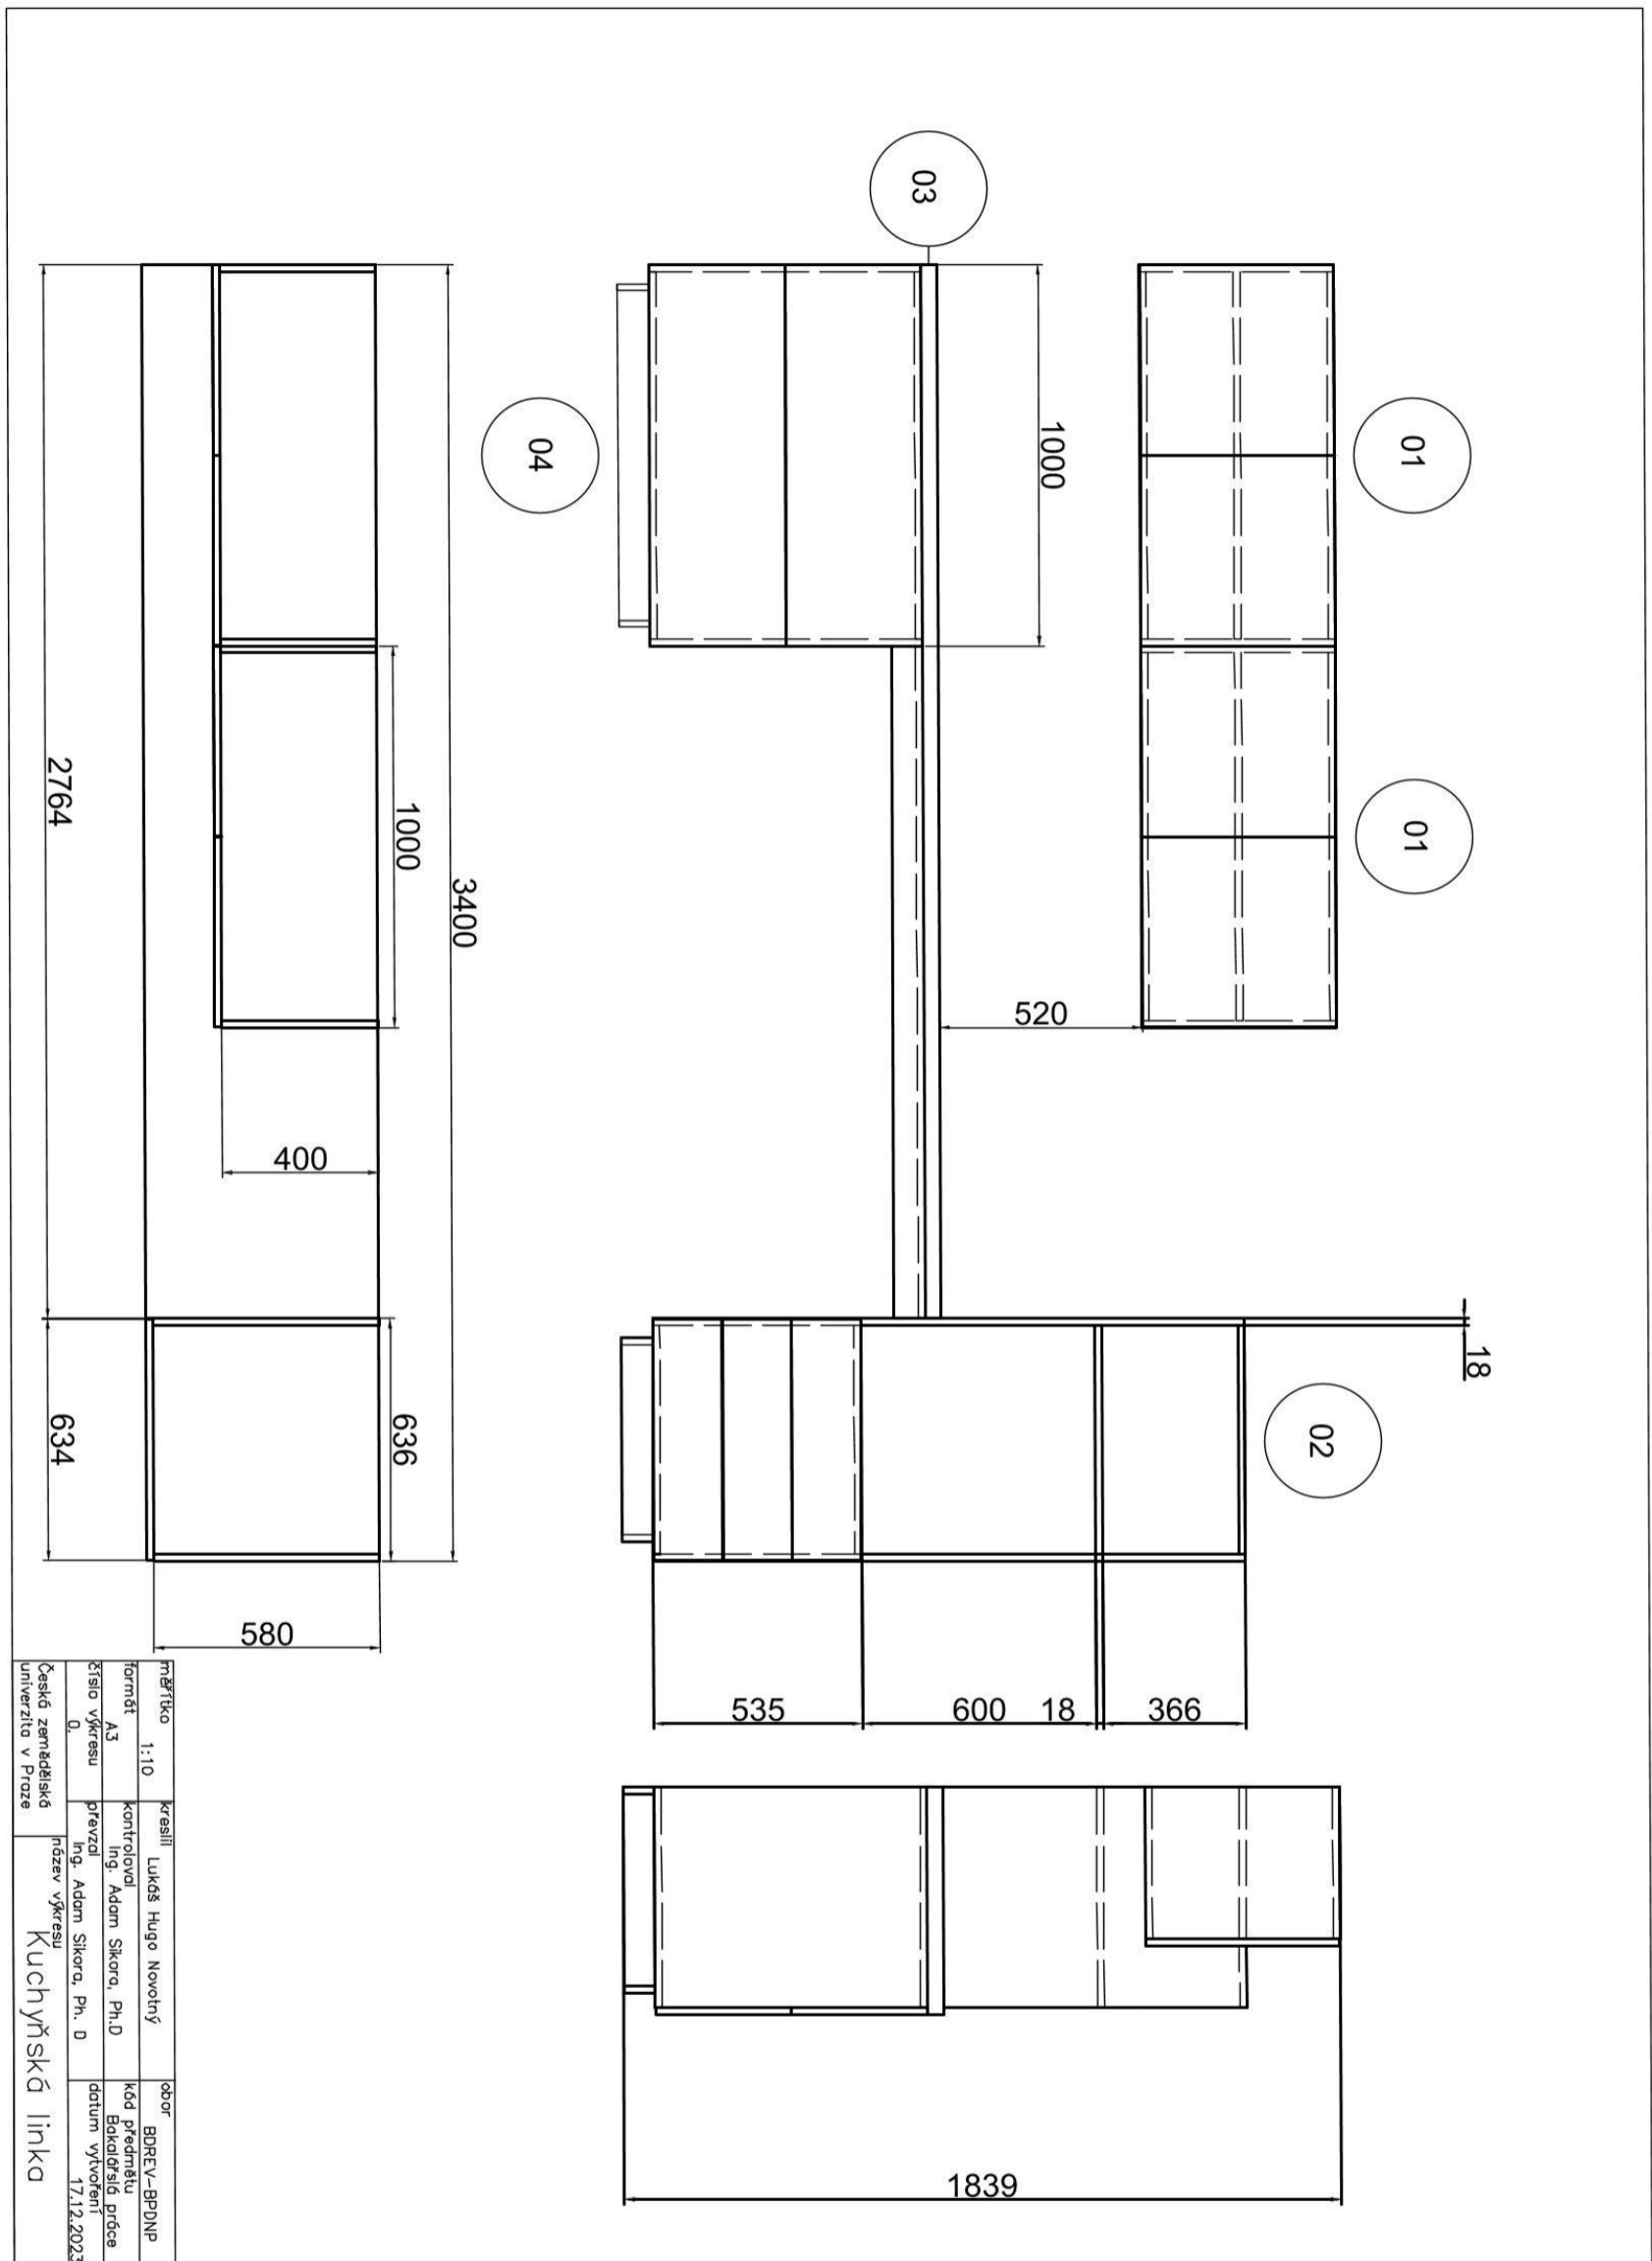 01
01
02
03
04
1000
520
18
366
18
600
535
1839
3400
1000
636
400
580
2764
634
měřítko
1:10
kreslil
Lukáš Hugo Novotný
obor
BDREV-BPDNP
formát
A3
kontroloval
Ing. Adam Sikora, Ph.D
kód předmětu
Bakalářslá práce
číslo výkresu
0.
převzal
Ing. Adam Sikora, Ph. D
datum vytvoření
17.12.2023
Česká zemědělská
univerzita v Praze
název výkresu
Kuchyňská linka